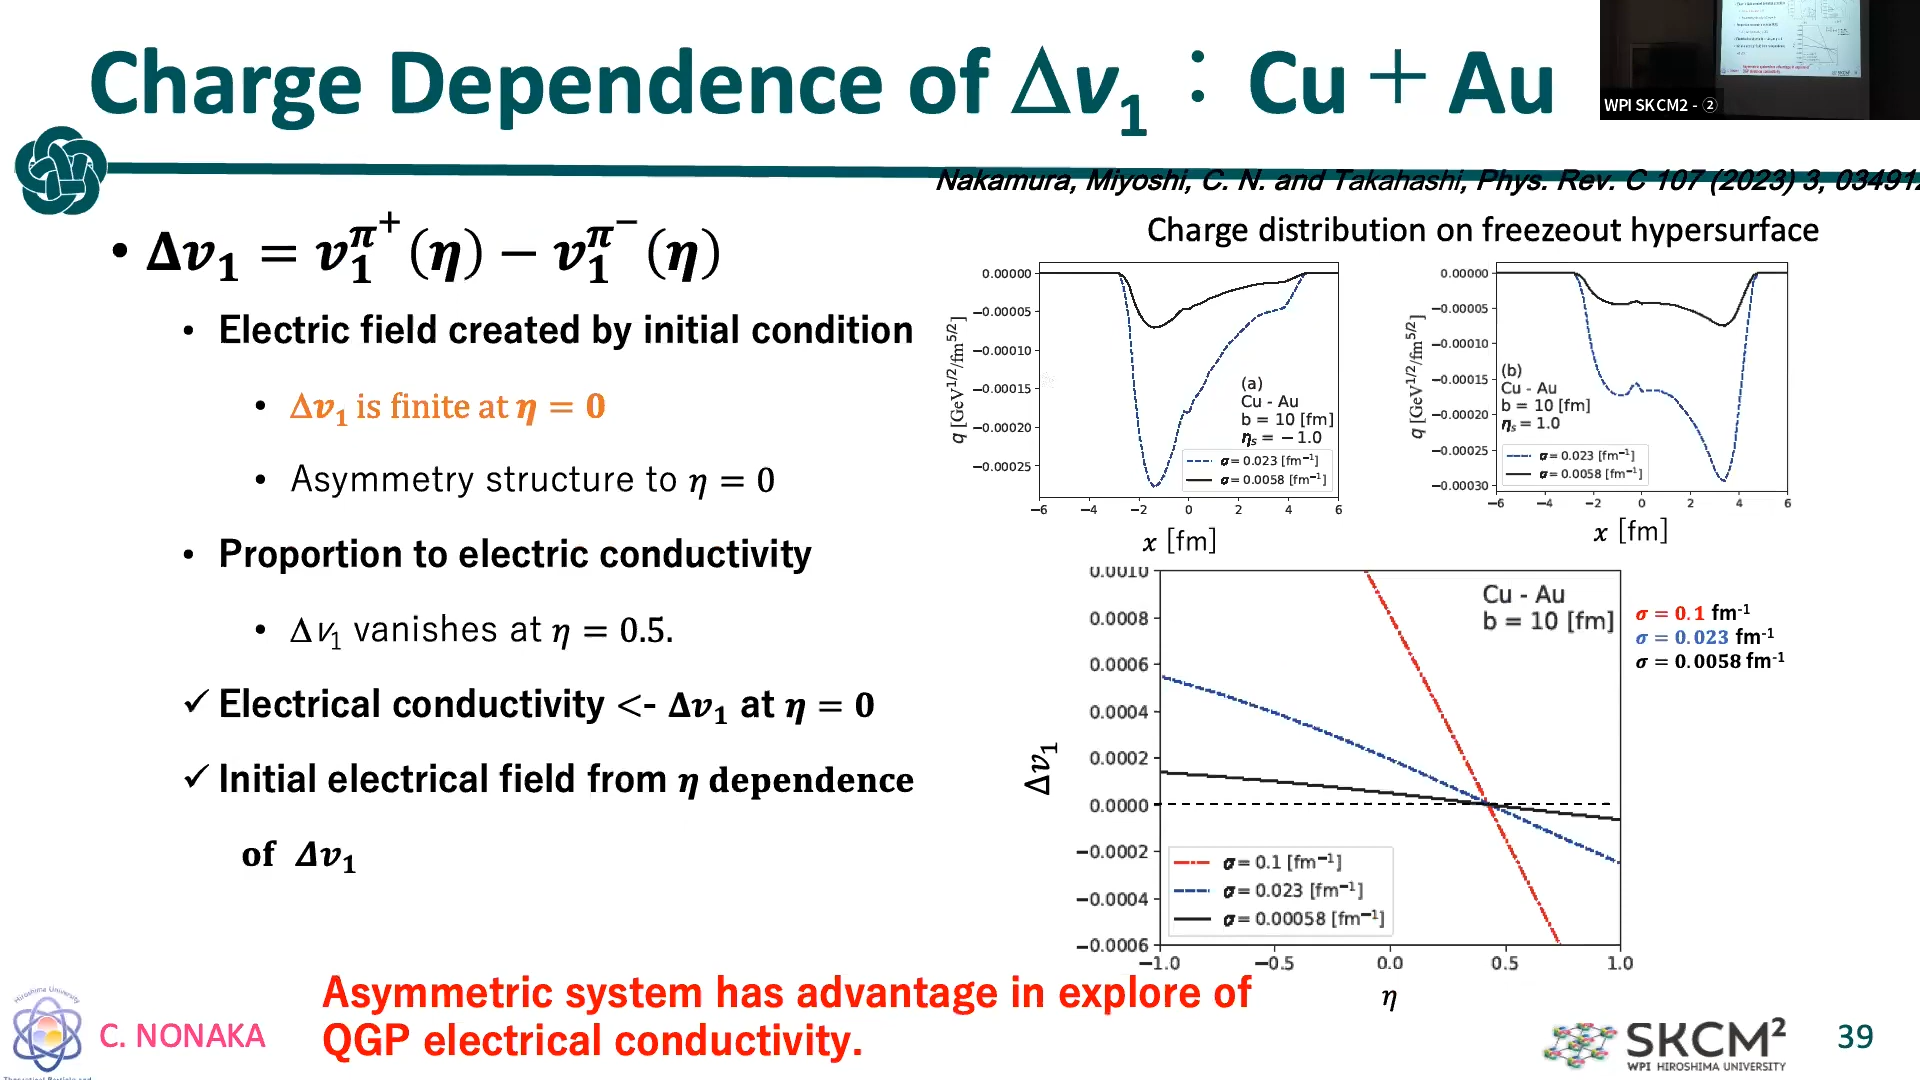 Charge Dependence of Δv₁：Cu＋Au
WPI SKCM2 - ②
Nakamura, Miyoshi, C. N. and Takahashi, Phys. Rev. C 107 (2023) 3, 034912
• Δv₁ = v₁^π⁺(η) − v₁^π⁻(η)
• Electric field created by initial condition
• Δv₁ is finite at η = 0
• Asymmetry structure to η = 0
• Proportion to electric conductivity
• Δv₁ vanishes at η = 0.5.
✓ Electrical conductivity <- Δv₁ at η = 0
✓ Initial electrical field from η dependence
of Δv₁
Charge distribution on freezeout hypersurface
0.00000
−0.00005
−0.00010
−0.00015
−0.00020
−0.00025
q [GeV^1/2/fm^5/2]
(a)
Cu - Au
b = 10 [fm]
ηs = −1.0
σ= 0.023 [fm⁻¹]
σ= 0.0058 [fm⁻¹]
−6 −4 −2 0 2 4 6
x [fm]
0.00000
−0.00005
−0.00010
−0.00015
−0.00020
−0.00025
−0.00030
q [GeV^1/2/fm^5/2]
(b)
Cu - Au
b = 10 [fm]
ηs = 1.0
σ= 0.023 [fm⁻¹]
σ= 0.0058 [fm⁻¹]
−6 −4 −2 0 2 4 6
x [fm]
0.0010
0.0008
0.0006
0.0004
0.0002
0.0000
−0.0002
−0.0004
−0.0006
Δv₁
Cu - Au
b = 10 [fm]
σ= 0.1 [fm⁻¹]
σ= 0.023 [fm⁻¹]
σ= 0.00058 [fm⁻¹]
−1.0 −0.5 0.0 0.5 1.0
η
σ = 0.1 fm⁻¹
σ = 0.023 fm⁻¹
σ = 0.0058 fm⁻¹
Asymmetric system has advantage in explore of
QGP electrical conductivity.
Hiroshima University
C. NONAKA
SKCM²
WPI HIROSHIMA UNIVERSITY
39